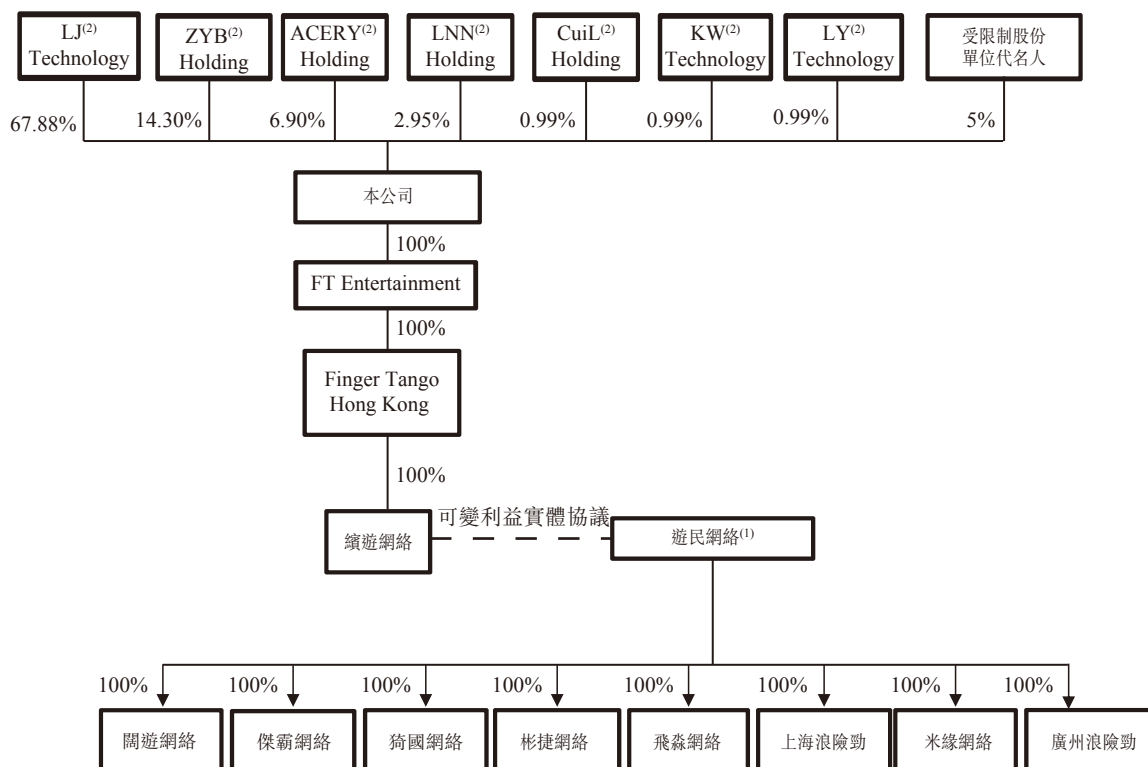 LJ(2) Technology
ZYB(2) Holding
ACERY(2) Holding
LNN(2) Holding
CuiL(2) Holding
KW(2) Technology
LY(2) Technology
受限制股份
單位代名人
67.88%
14.30%
6.90%
2.95%
0.99%
0.99%
0.99%
5%
本公司
100%
FT Entertainment
100%
Finger Tango
Hong Kong
100%
繽遊網絡
可變利益實體協議
遊民網絡(1)
100%
100%
100%
100%
100%
100%
100%
100%
闊遊網絡
傑霸網絡
猗國網絡
彬捷網絡
飛淼網絡
上海浪險勁
米緣網絡
廣州浪險勁